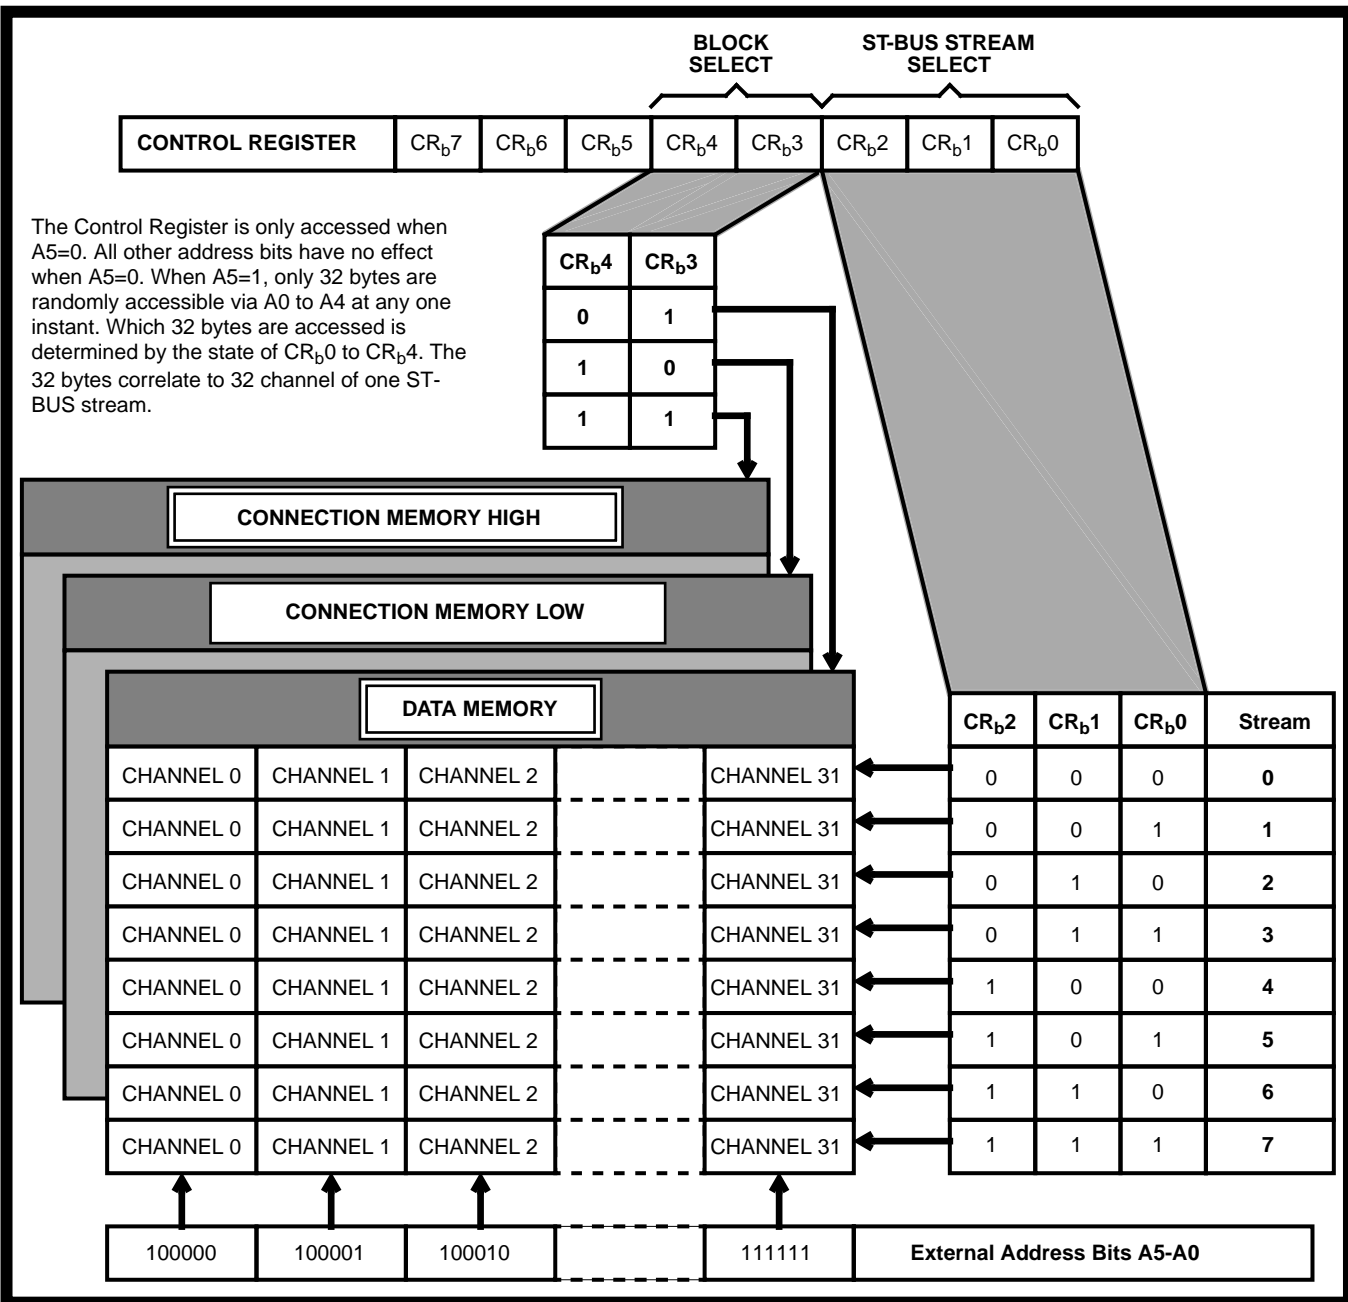 BLOCK SELECT
ST-BUS STREAM SELECT
CONTROL REGISTER CRb7 CRb6 CRb5 CRb4 CRb3 CRb2 CRb1 CRb0
The Control Register is only accessed when
A5=0. All other address bits have no effect
when A5=0. When A5=1, only 32 bytes are
randomly accessible via A0 to A4 at any one
instant. Which 32 bytes are accessed is
determined by the state of CRb0 to CRb4. The
32 bytes correlate to 32 channel of one ST-
BUS stream.
CRb4 CRb3
0 1
1 0
1 1
CONNECTION MEMORY HIGH
CONNECTION MEMORY LOW
DATA MEMORY
CRb2 CRb1 CRb0 Stream
CHANNEL 0 CHANNEL 1 CHANNEL 2 CHANNEL 31 0 0 0 0
CHANNEL 0 CHANNEL 1 CHANNEL 2 CHANNEL 31 0 0 1 1
CHANNEL 0 CHANNEL 1 CHANNEL 2 CHANNEL 31 0 1 0 2
CHANNEL 0 CHANNEL 1 CHANNEL 2 CHANNEL 31 0 1 1 3
CHANNEL 0 CHANNEL 1 CHANNEL 2 CHANNEL 31 1 0 0 4
CHANNEL 0 CHANNEL 1 CHANNEL 2 CHANNEL 31 1 0 1 5
CHANNEL 0 CHANNEL 1 CHANNEL 2 CHANNEL 31 1 1 0 6
CHANNEL 0 CHANNEL 1 CHANNEL 2 CHANNEL 31 1 1 1 7
100000 100001 100010 111111 External Address Bits A5-A0